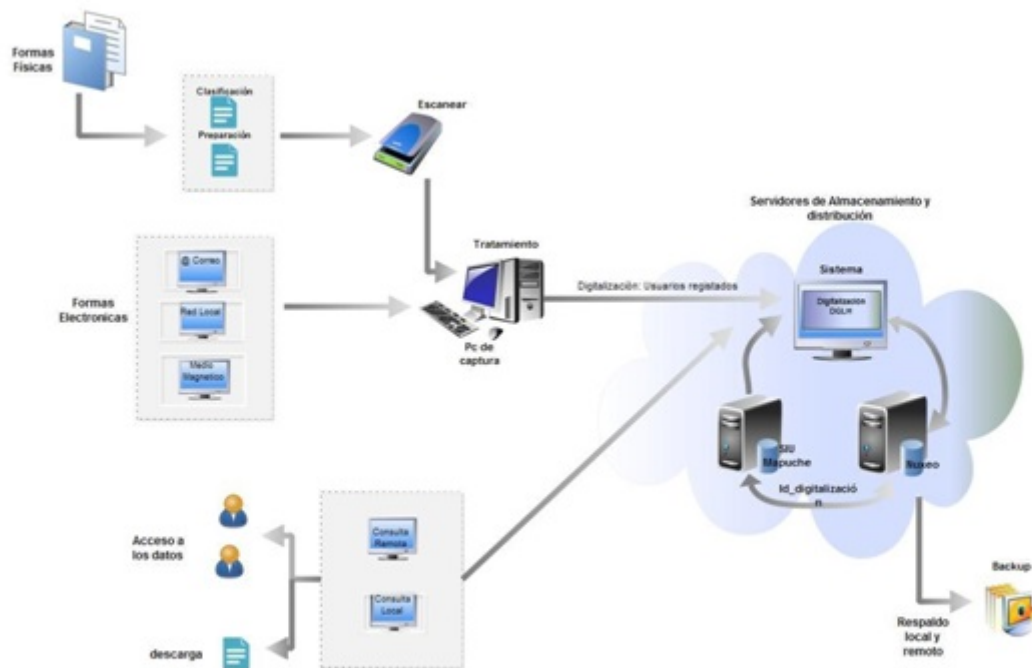 Formas
Físicas
Clasificación
Preparación
Escanear
Servidores de Almacenamiento y
distribución
Tratamiento
Sistema
@ Correo
Digitalización: Usuarios registados
Digitalización
DGLH
Formas
Electronicas
Red Local
Pc de
captura
Medio
Magnetico
SIU
Mapuche
Nuxeo
Id_digitalizació
n
Consulta
Remota
Acceso a
los datos
Backup
Consulta
Local
Respaldo
local y
remoto
descarga